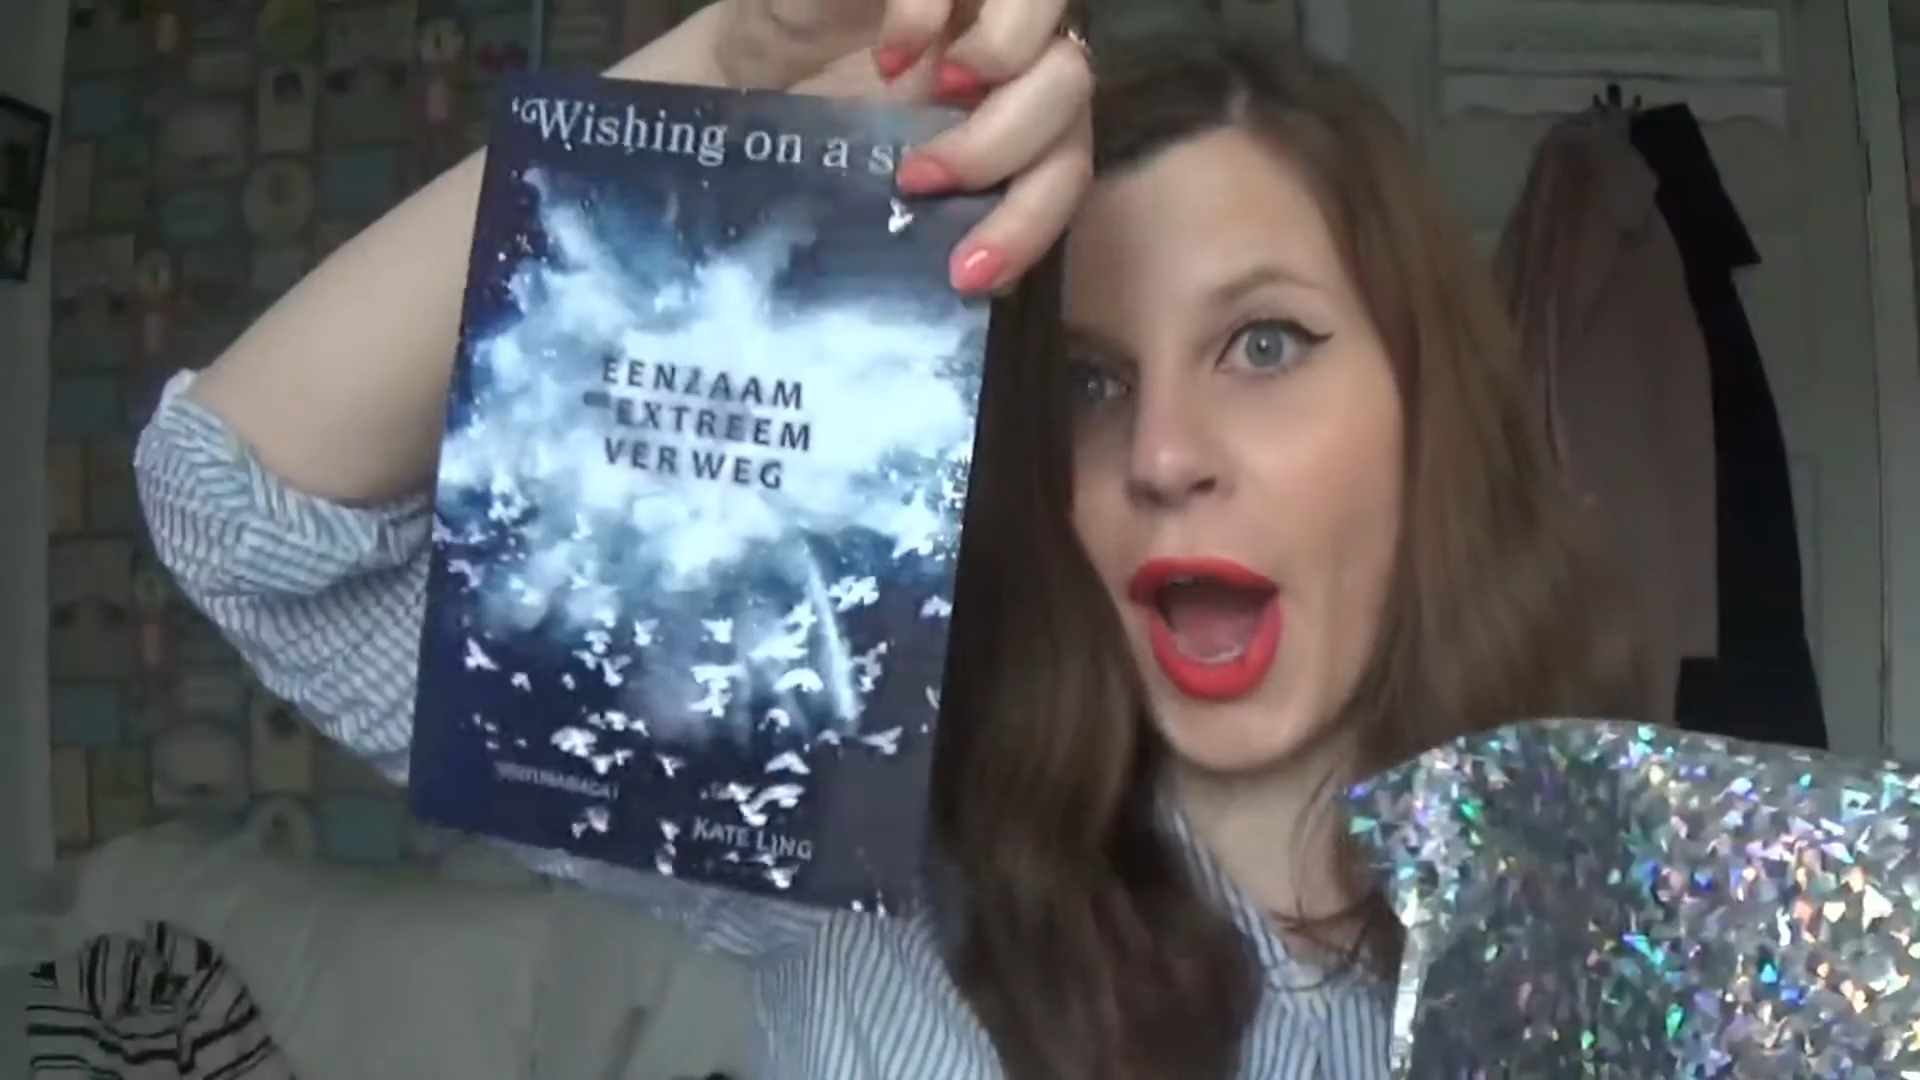 Wishing on a s
EENZAAM
EXTREEM
VER WEG
KATE LING